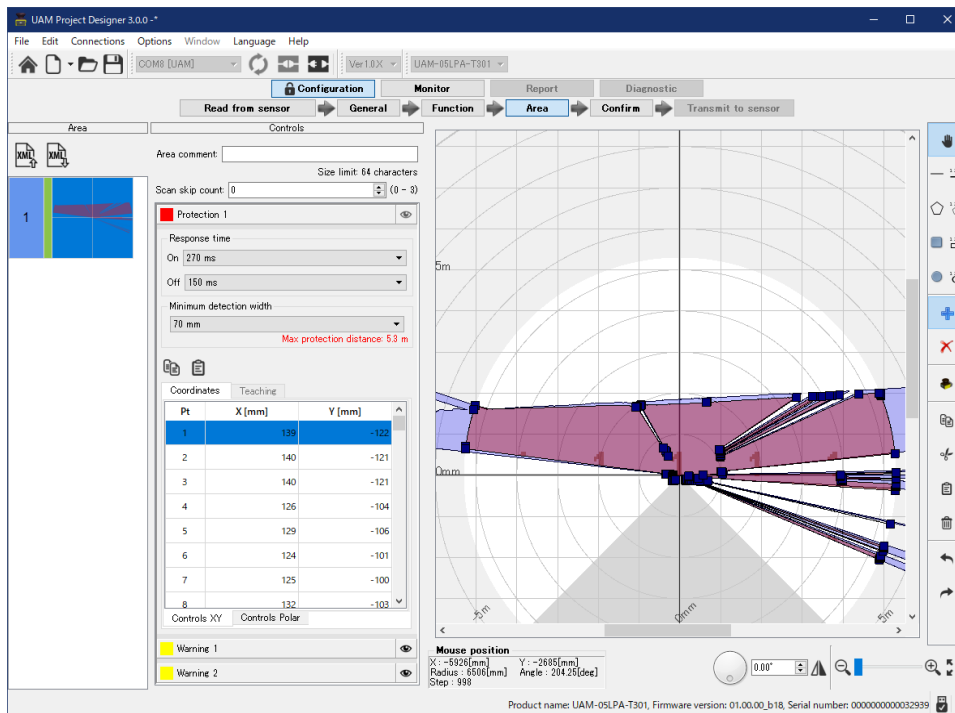 UAM Project Designer 3.0.0 -*
File Edit Connections Options Window Language Help
COM8 [UAM] Ver1.0X UAM-05LPA-T301
Configuration Monitor Report Diagnostic
Read from sensor General Function Area Confirm Transmit to sensor
Area
XML XML
1
Controls
Area comment:
Size limit: 64 characters
Scan skip count: 0 (0 - 3)
Protection 1
Response time
On 270 ms
Off 150 ms
Minimum detection width
70 mm
Max protection distance: 5.3 m
Coordinates Teaching
Pt X [mm] Y [mm]
1 139 -122
2 140 -121
3 140 -121
4 126 -104
5 129 -106
6 124 -101
7 125 -100
8 132 -103
Controls XY Controls Polar
Warning 1
Warning 2
5m
0mm
1 1 1 1
-5m 0mm 5m
Mouse position
X : -5926[mm] Y : -2685[mm]
Radius : 6506[mm] Angle : 204.25[deg]
Step : 998
0.00°
Product name: UAM-05LPA-T301, Firmware version: 01.00.00_b18, Serial number: 0000000000032939